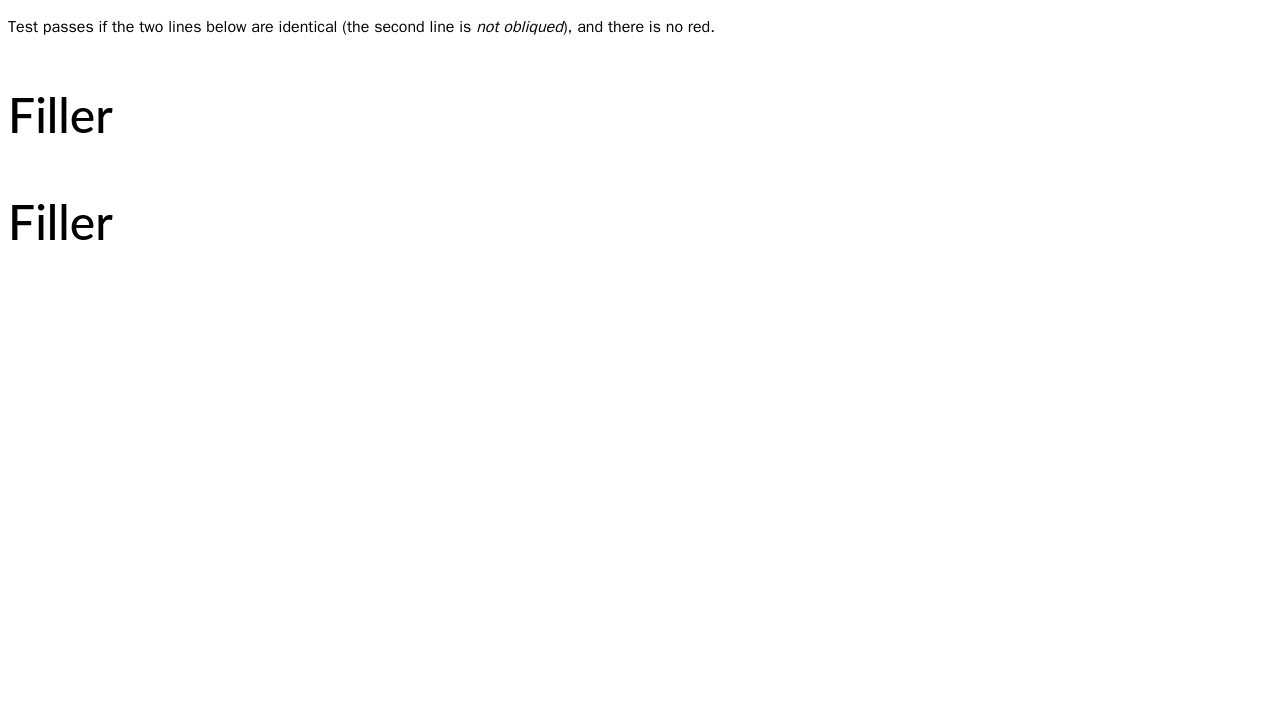 Test passes if the two lines below are identical (the second line is not obliqued), and there is no red.
Filler
Filler